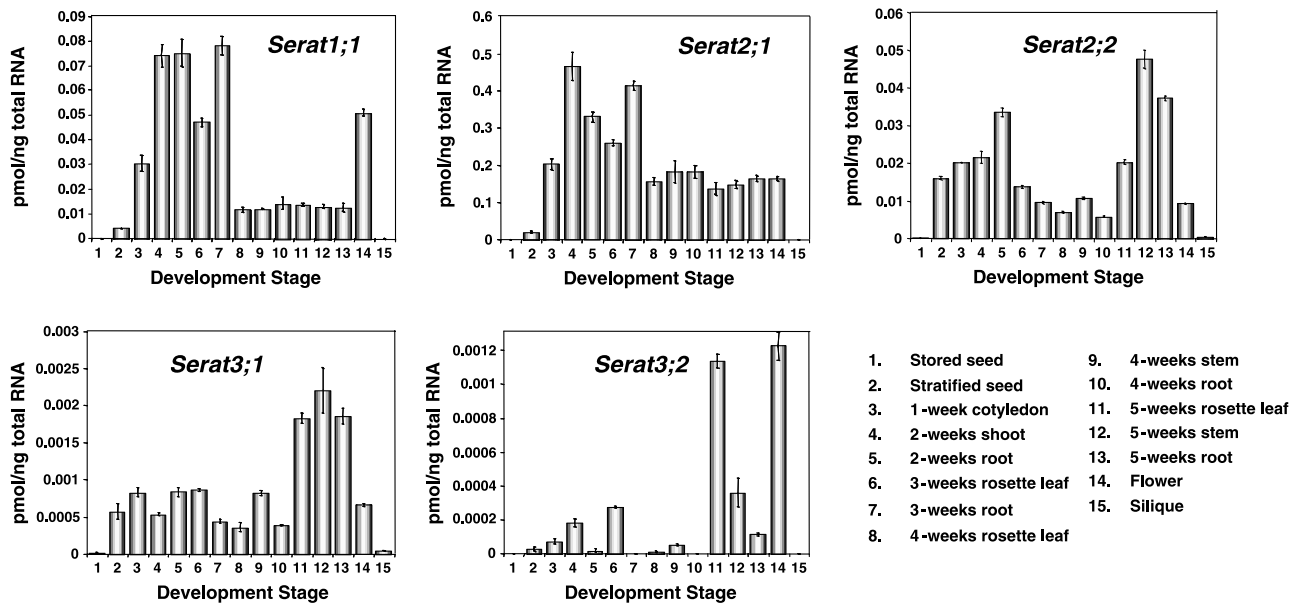 Serat1;1
pmol/ng total RNA
0.09
0.08
0.07
0.06
0.05
0.04
0.03
0.02
0.01
0
1 2 3 4 5 6 7 8 9 10 11 12 13 14 15
Development Stage
Serat2;1
pmol/ng total RNA
0.6
0.5
0.4
0.3
0.2
0.1
0
1 2 3 4 5 6 7 8 9 10 11 12 13 14 15
Development Stage
Serat2;2
pmol/ng total RNA
0.06
0.05
0.04
0.03
0.02
0.01
0
1 2 3 4 5 6 7 8 9 10 11 12 13 14 15
Development Stage
Serat3;1
pmol/ng total RNA
0.003
0.0025
0.002
0.0015
0.001
0.0005
0
1 2 3 4 5 6 7 8 9 10 11 12 13 14 15
Development Stage
Serat3;2
pmol/ng total RNA
0.0012
0.001
0.0008
0.0006
0.0004
0.0002
0
1 2 3 4 5 6 7 8 9 10 11 12 13 14 15
Development Stage
1. Stored seed
2. Stratified seed
3. 1-week cotyledon
4. 2-weeks shoot
5. 2-weeks root
6. 3-weeks rosette leaf
7. 3-weeks root
8. 4-weeks rosette leaf
9. 4-weeks stem
10. 4-weeks root
11. 5-weeks rosette leaf
12. 5-weeks stem
13. 5-weeks root
14. Flower
15. Silique